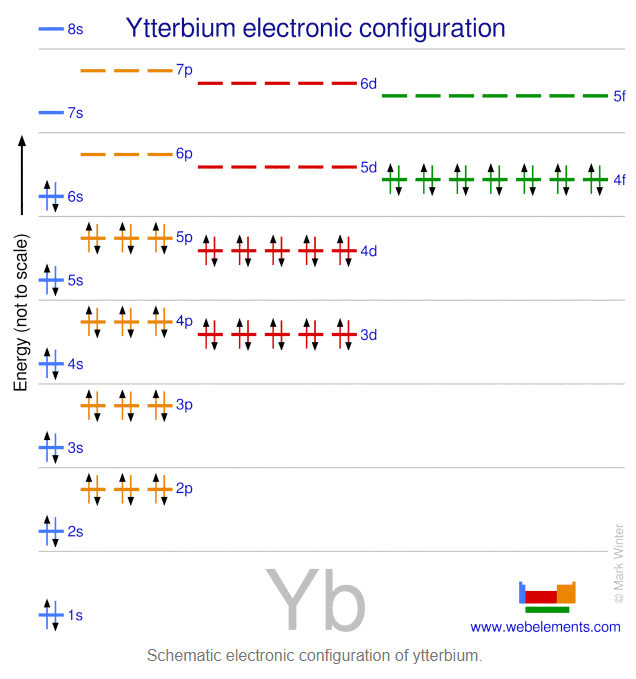 Ytterbium electronic configuration
8s
7p
6d
5f
7s
6p
5d
4f
6s
5p
4d
5s
4p
3d
4s
3p
3s
2p
2s
1s
Energy (not to scale)
Yb
© Mark Winter
www.webelements.com
Schematic electronic configuration of ytterbium.